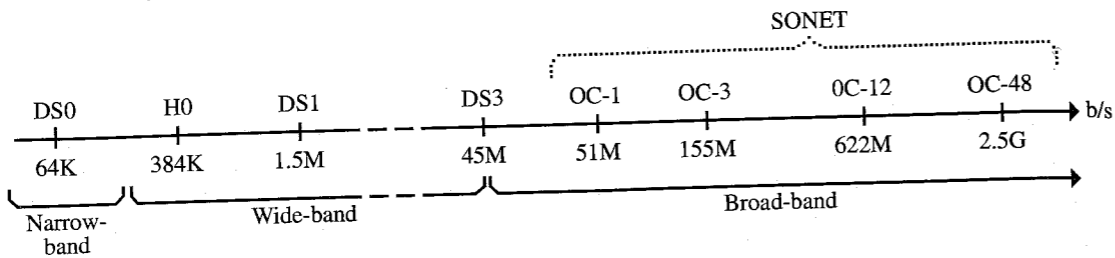 SONET
DS0 H0 DS1 DS3 OC-1 OC-3 0C-12 OC-48
b/s
64K 384K 1.5M 45M 51M 155M 622M 2.5G
Narrow-
band
Wide-band
Broad-band